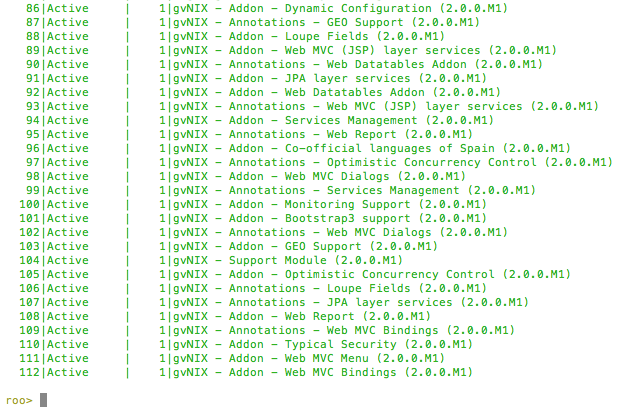 86|Active     |    1|gvNIX - Addon - Dynamic Configuration (2.0.0.M1)
87|Active     |    1|gvNIX - Annotations - GEO Support (2.0.0.M1)
88|Active     |    1|gvNIX - Addon - Loupe Fields (2.0.0.M1)
89|Active     |    1|gvNIX - Addon - Web MVC (JSP) layer services (2.0.0.M1)
90|Active     |    1|gvNIX - Annotations - Web Datatables Addon (2.0.0.M1)
91|Active     |    1|gvNIX - Addon - JPA layer services (2.0.0.M1)
92|Active     |    1|gvNIX - Addon - Web Datatables Addon (2.0.0.M1)
93|Active     |    1|gvNIX - Annotations - Web MVC (JSP) layer services (2.0.0.M1)
94|Active     |    1|gvNIX - Addon - Services Management (2.0.0.M1)
95|Active     |    1|gvNIX - Annotations - Web Report (2.0.0.M1)
96|Active     |    1|gvNIX - Addon - Co-official languages of Spain (2.0.0.M1)
97|Active     |    1|gvNIX - Annotations - Optimistic Concurrency Control (2.0.0.M1)
98|Active     |    1|gvNIX - Addon - Web MVC Dialogs (2.0.0.M1)
99|Active     |    1|gvNIX - Annotations - Services Management (2.0.0.M1)
100|Active     |    1|gvNIX - Addon - Monitoring Support (2.0.0.M1)
101|Active     |    1|gvNIX - Addon - Bootstrap3 support (2.0.0.M1)
102|Active     |    1|gvNIX - Annotations - Web MVC Dialogs (2.0.0.M1)
103|Active     |    1|gvNIX - Addon - GEO Support (2.0.0.M1)
104|Active     |    1|gvNIX - Support Module (2.0.0.M1)
105|Active     |    1|gvNIX - Addon - Optimistic Concurrency Control (2.0.0.M1)
106|Active     |    1|gvNIX - Annotations - Loupe Fields (2.0.0.M1)
107|Active     |    1|gvNIX - Annotations - JPA layer services (2.0.0.M1)
108|Active     |    1|gvNIX - Addon - Web Report (2.0.0.M1)
109|Active     |    1|gvNIX - Annotations - Web MVC Bindings (2.0.0.M1)
110|Active     |    1|gvNIX - Addon - Typical Security (2.0.0.M1)
111|Active     |    1|gvNIX - Addon - Web MVC Menu (2.0.0.M1)
112|Active     |    1|gvNIX - Addon - Web MVC Bindings (2.0.0.M1)
roo>